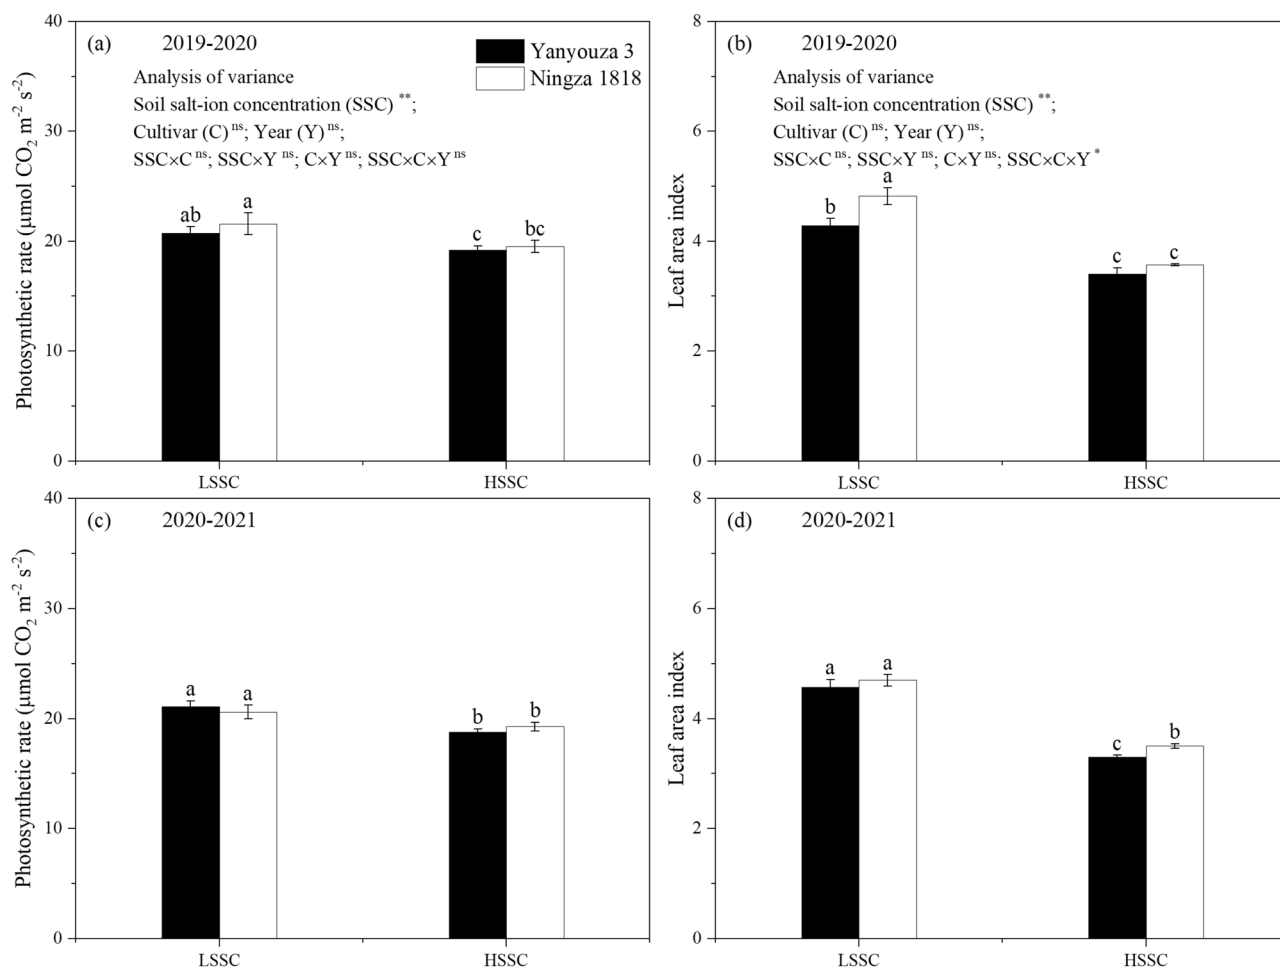 (a) 2019-2020
Yanyouza 3
Ningza 1818
Analysis of variance
Soil salt-ion concentration (SSC) **;
Cultivar (C) ns; Year (Y) ns;
SSC×C ns; SSC×Y ns; C×Y ns; SSC×C×Y ns
Photosynthetic rate (μmol CO2 m-2 s-2)
40
30
20
10
0
ab a c bc
LSSC HSSC
(b) 2019-2020
Analysis of variance
Soil salt-ion concentration (SSC) **;
Cultivar (C) ns; Year (Y) ns;
SSC×C ns; SSC×Y ns; C×Y ns; SSC×C×Y *
Leaf area index
8
6
4
2
0
b a c c
LSSC HSSC
(c) 2020-2021
Photosynthetic rate (μmol CO2 m-2 s-2)
40
30
20
10
0
a a b b
LSSC HSSC
(d) 2020-2021
Leaf area index
8
6
4
2
0
a a c b
LSSC HSSC